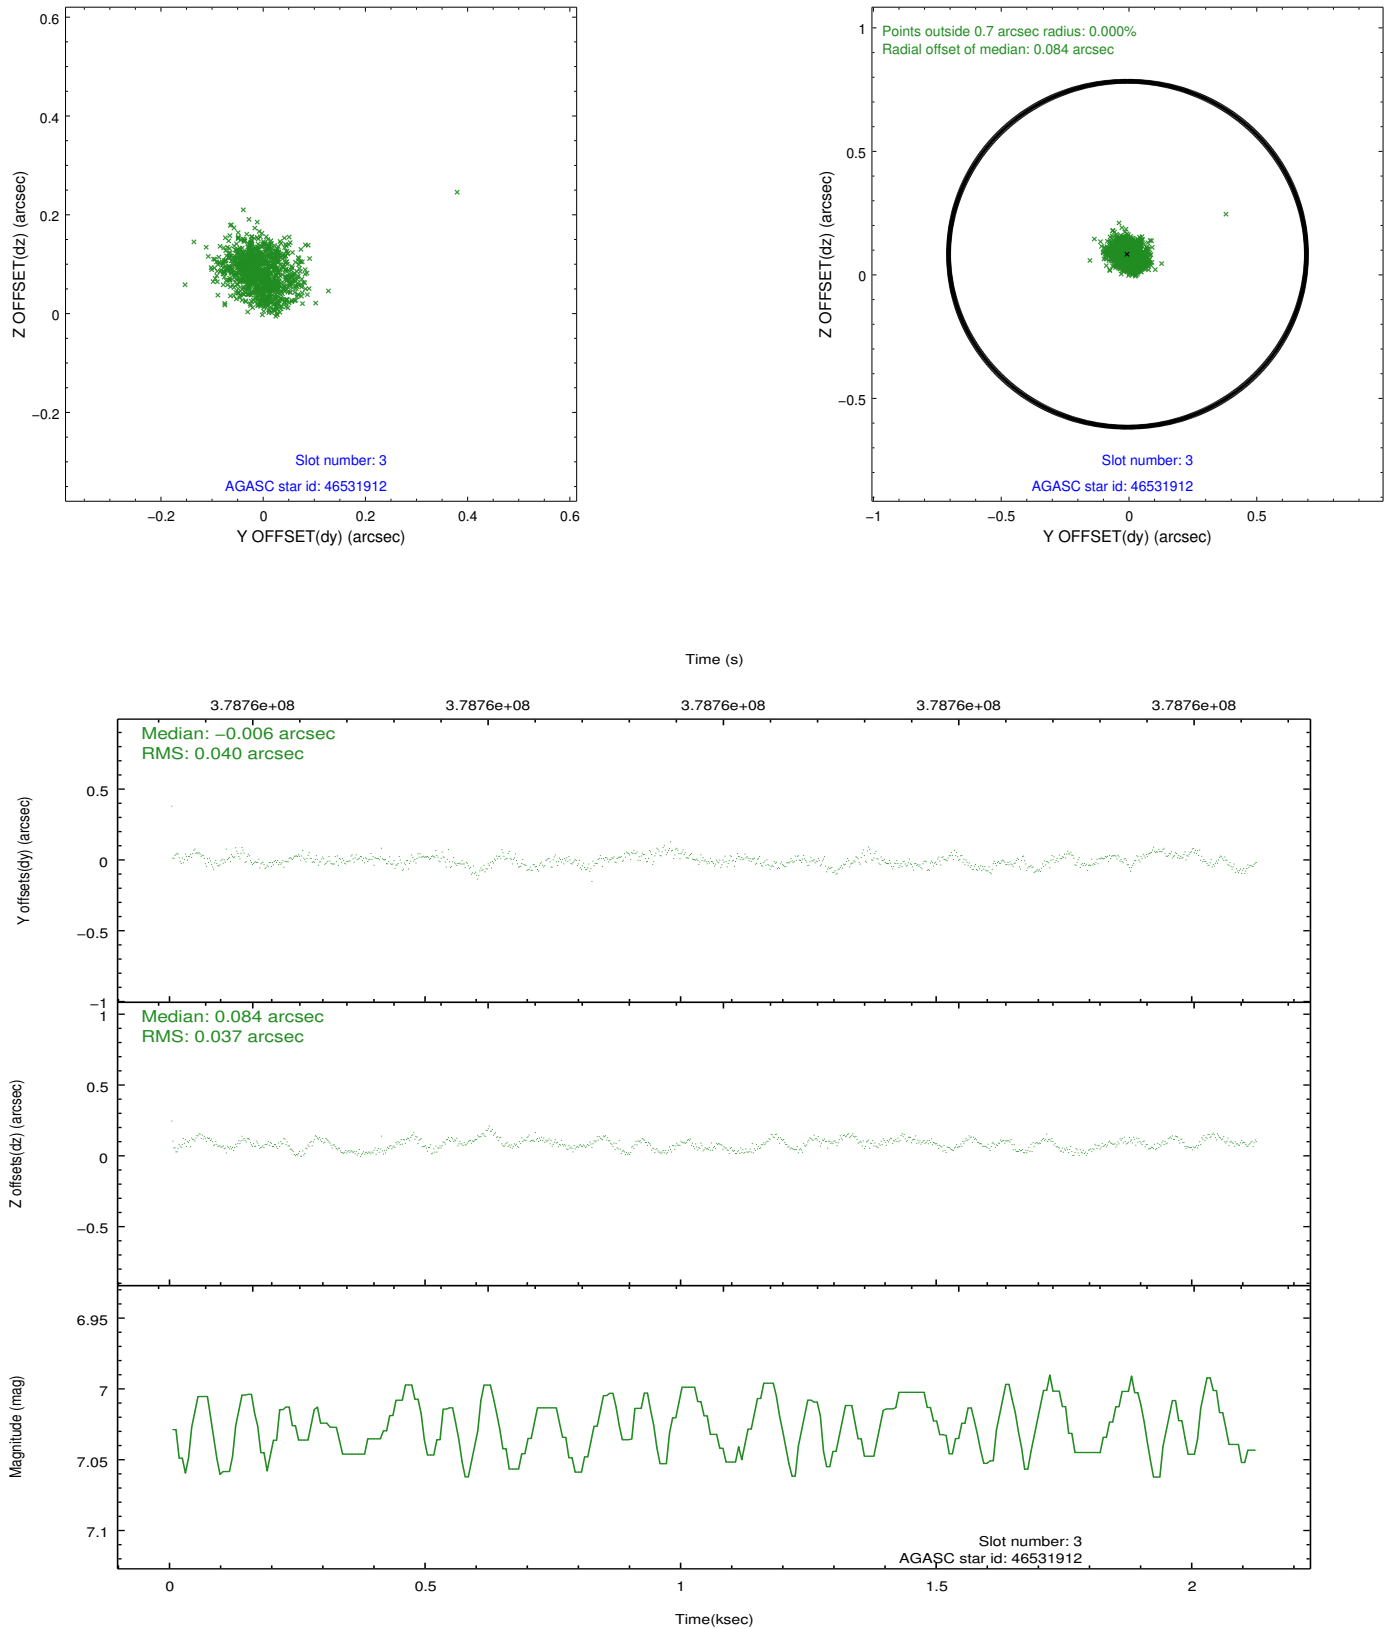 0.6
0.4
0.2
0
−0.2
Z OFFSET(dz) (arcsec)
Slot number: 3
AGASC star id: 46531912
−0.2 0 0.2 0.4 0.6
Y OFFSET(dy) (arcsec)
Points outside 0.7 arcsec radius: 0.000%
Radial offset of median: 0.084 arcsec
1
0.5
0
−0.5
Z OFFSET(dz) (arcsec)
Slot number: 3
AGASC star id: 46531912
−1 −0.5 0 0.5
Y OFFSET(dy) (arcsec)
Time (s)
3.7876e+08 3.7876e+08 3.7876e+08 3.7876e+08 3.7876e+08
Median: −0.006 arcsec
RMS: 0.040 arcsec
0.5
0
−0.5
−1
Y offsets(dy) (arcsec)
Median: 0.084 arcsec
RMS: 0.037 arcsec
1
0.5
0
−0.5
Z offsets(dz) (arcsec)
6.95
7
7.05
7.1
Magnitude (mag)
Slot number: 3
AGASC star id: 46531912
0 0.5 1 1.5 2
Time(ksec)